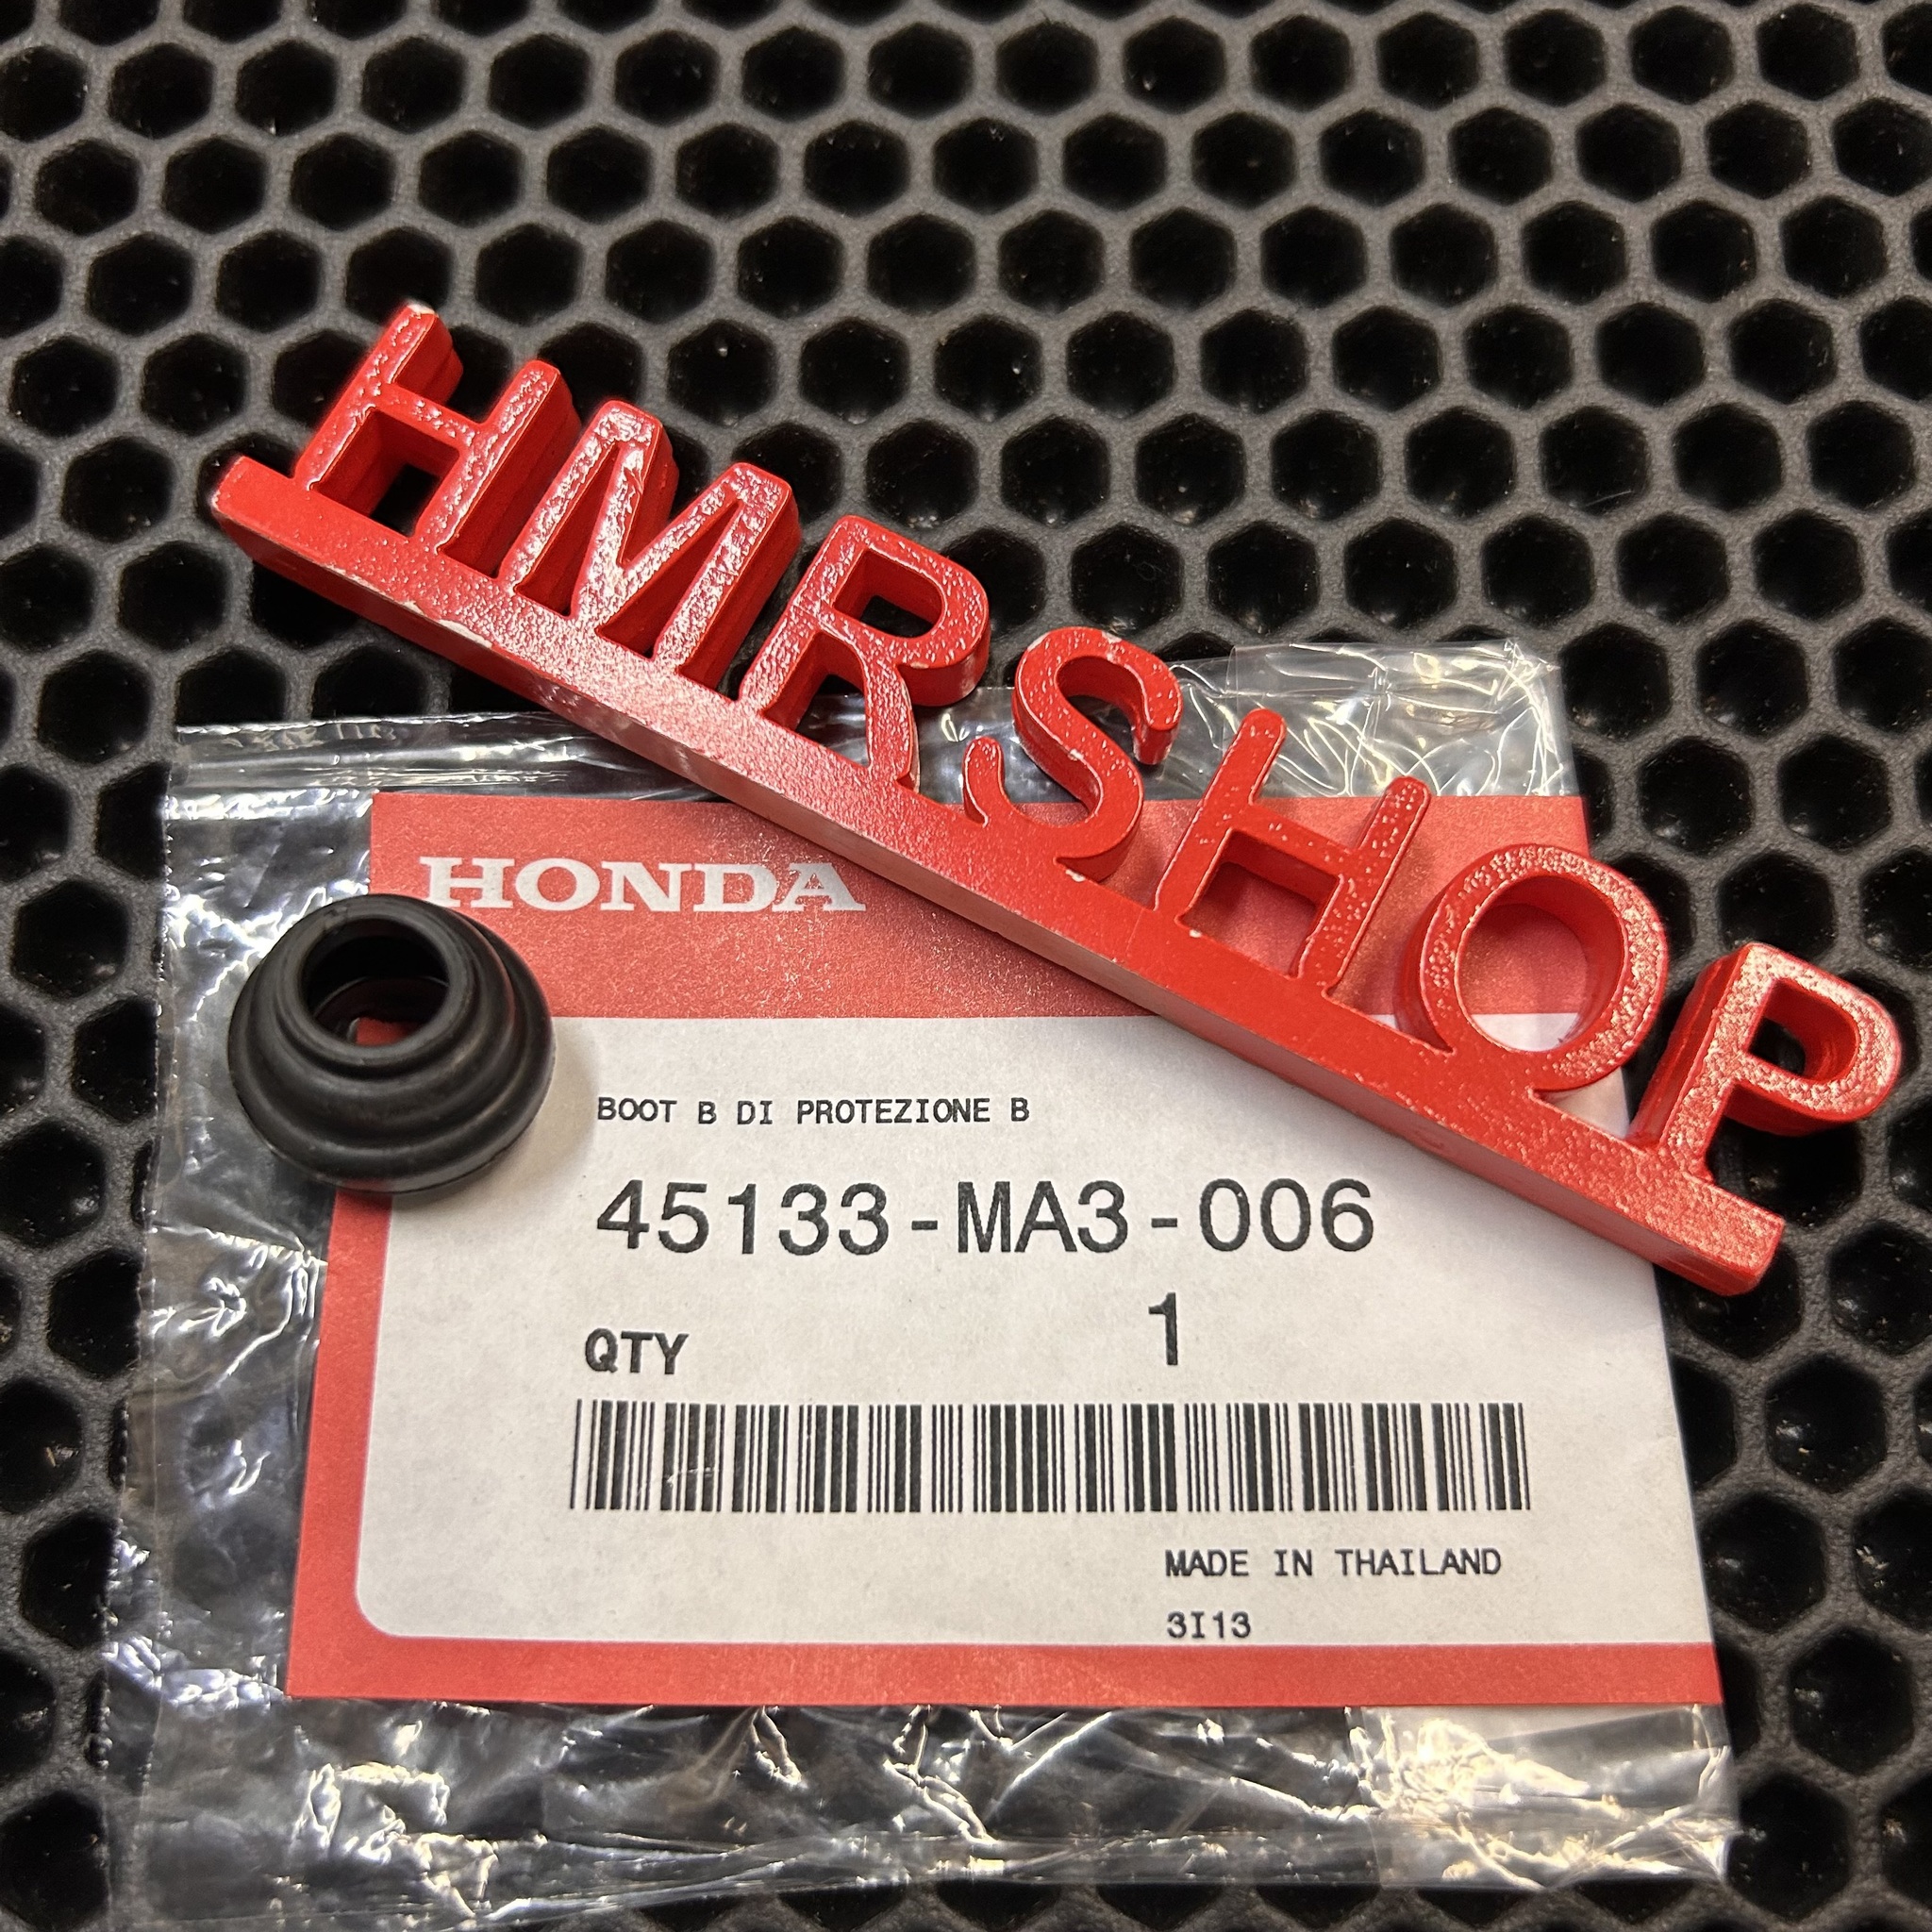 HMR SHOP
HONDA
BOOT B DI PROTEZIONE B
45133-MA3-006
QTY 1
MADE IN THAILAND
3I13